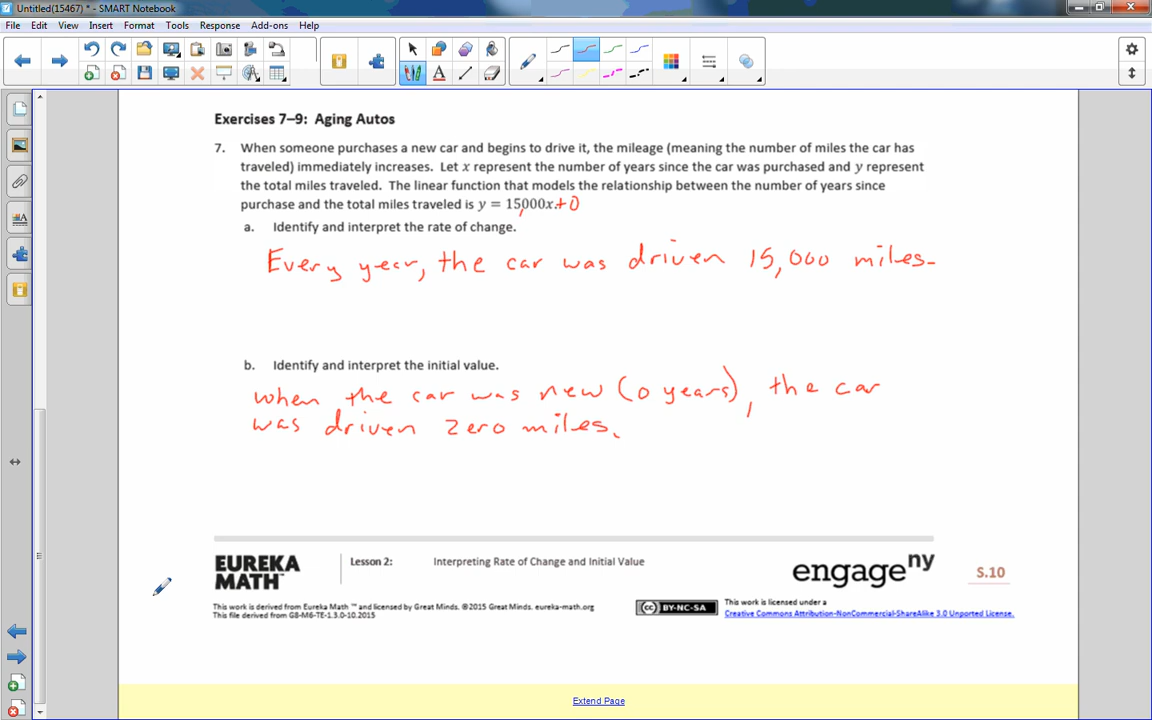 Untitled(15467) * - SMART Notebook
File Edit View Insert Format Tools Response Add-ons Help
Exercises 7–9: Aging Autos
7. When someone purchases a new car and begins to drive it, the mileage (meaning the number of miles the car has
traveled) immediately increases. Let x represent the number of years since the car was purchased and y represent
the total miles traveled. The linear function that models the relationship between the number of years since
purchase and the total miles traveled is y = 15,000x.+0
a. Identify and interpret the rate of change.
Every year, the car was driven 15,000 miles.
b. Identify and interpret the initial value.
when the car was new (0 years), the car
was driven zero miles.
EUREKA
MATH™
Lesson 2: Interpreting Rate of Change and Initial Value
engage ny
S.10
This work is derived from Eureka Math ™ and licensed by Great Minds. ©2015 Great Minds. eureka-math.org
This file derived from G8-M6-TE-1.3.0-10.2015
cc BY-NC-SA
This work is licensed under a
Creative Commons Attribution-NonCommercial-ShareAlike 3.0 Unported License.
Extend Page